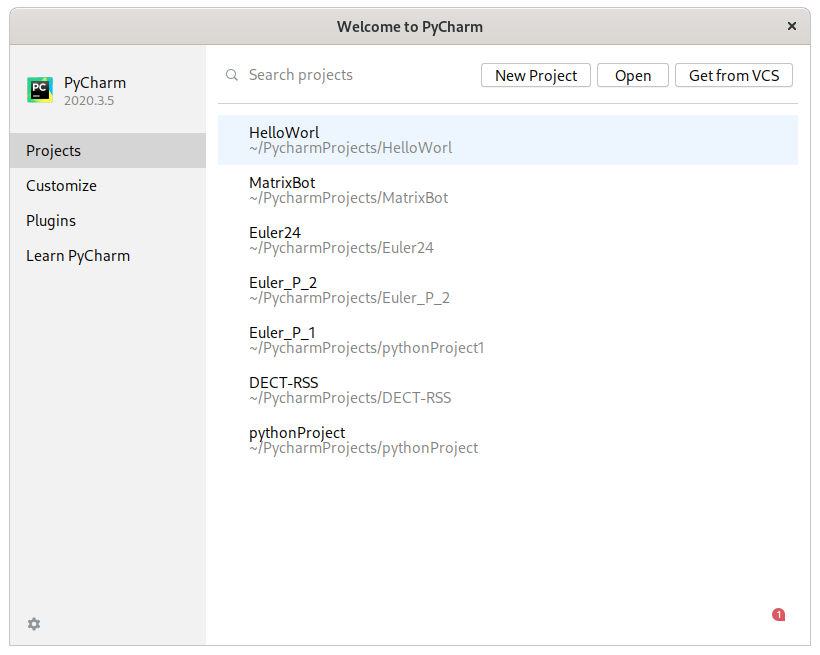 Welcome to PyCharm
PC
PyCharm
2020.3.5
Projects
Customize
Plugins
Learn PyCharm
Search projects
New Project
Open
Get from VCS
HelloWorl
~/PycharmProjects/HelloWorl
MatrixBot
~/PycharmProjects/MatrixBot
Euler24
~/PycharmProjects/Euler24
Euler_P_2
~/PycharmProjects/Euler_P_2
Euler_P_1
~/PycharmProjects/pythonProject1
DECT-RSS
~/PycharmProjects/DECT-RSS
pythonProject
~/PycharmProjects/pythonProject
1